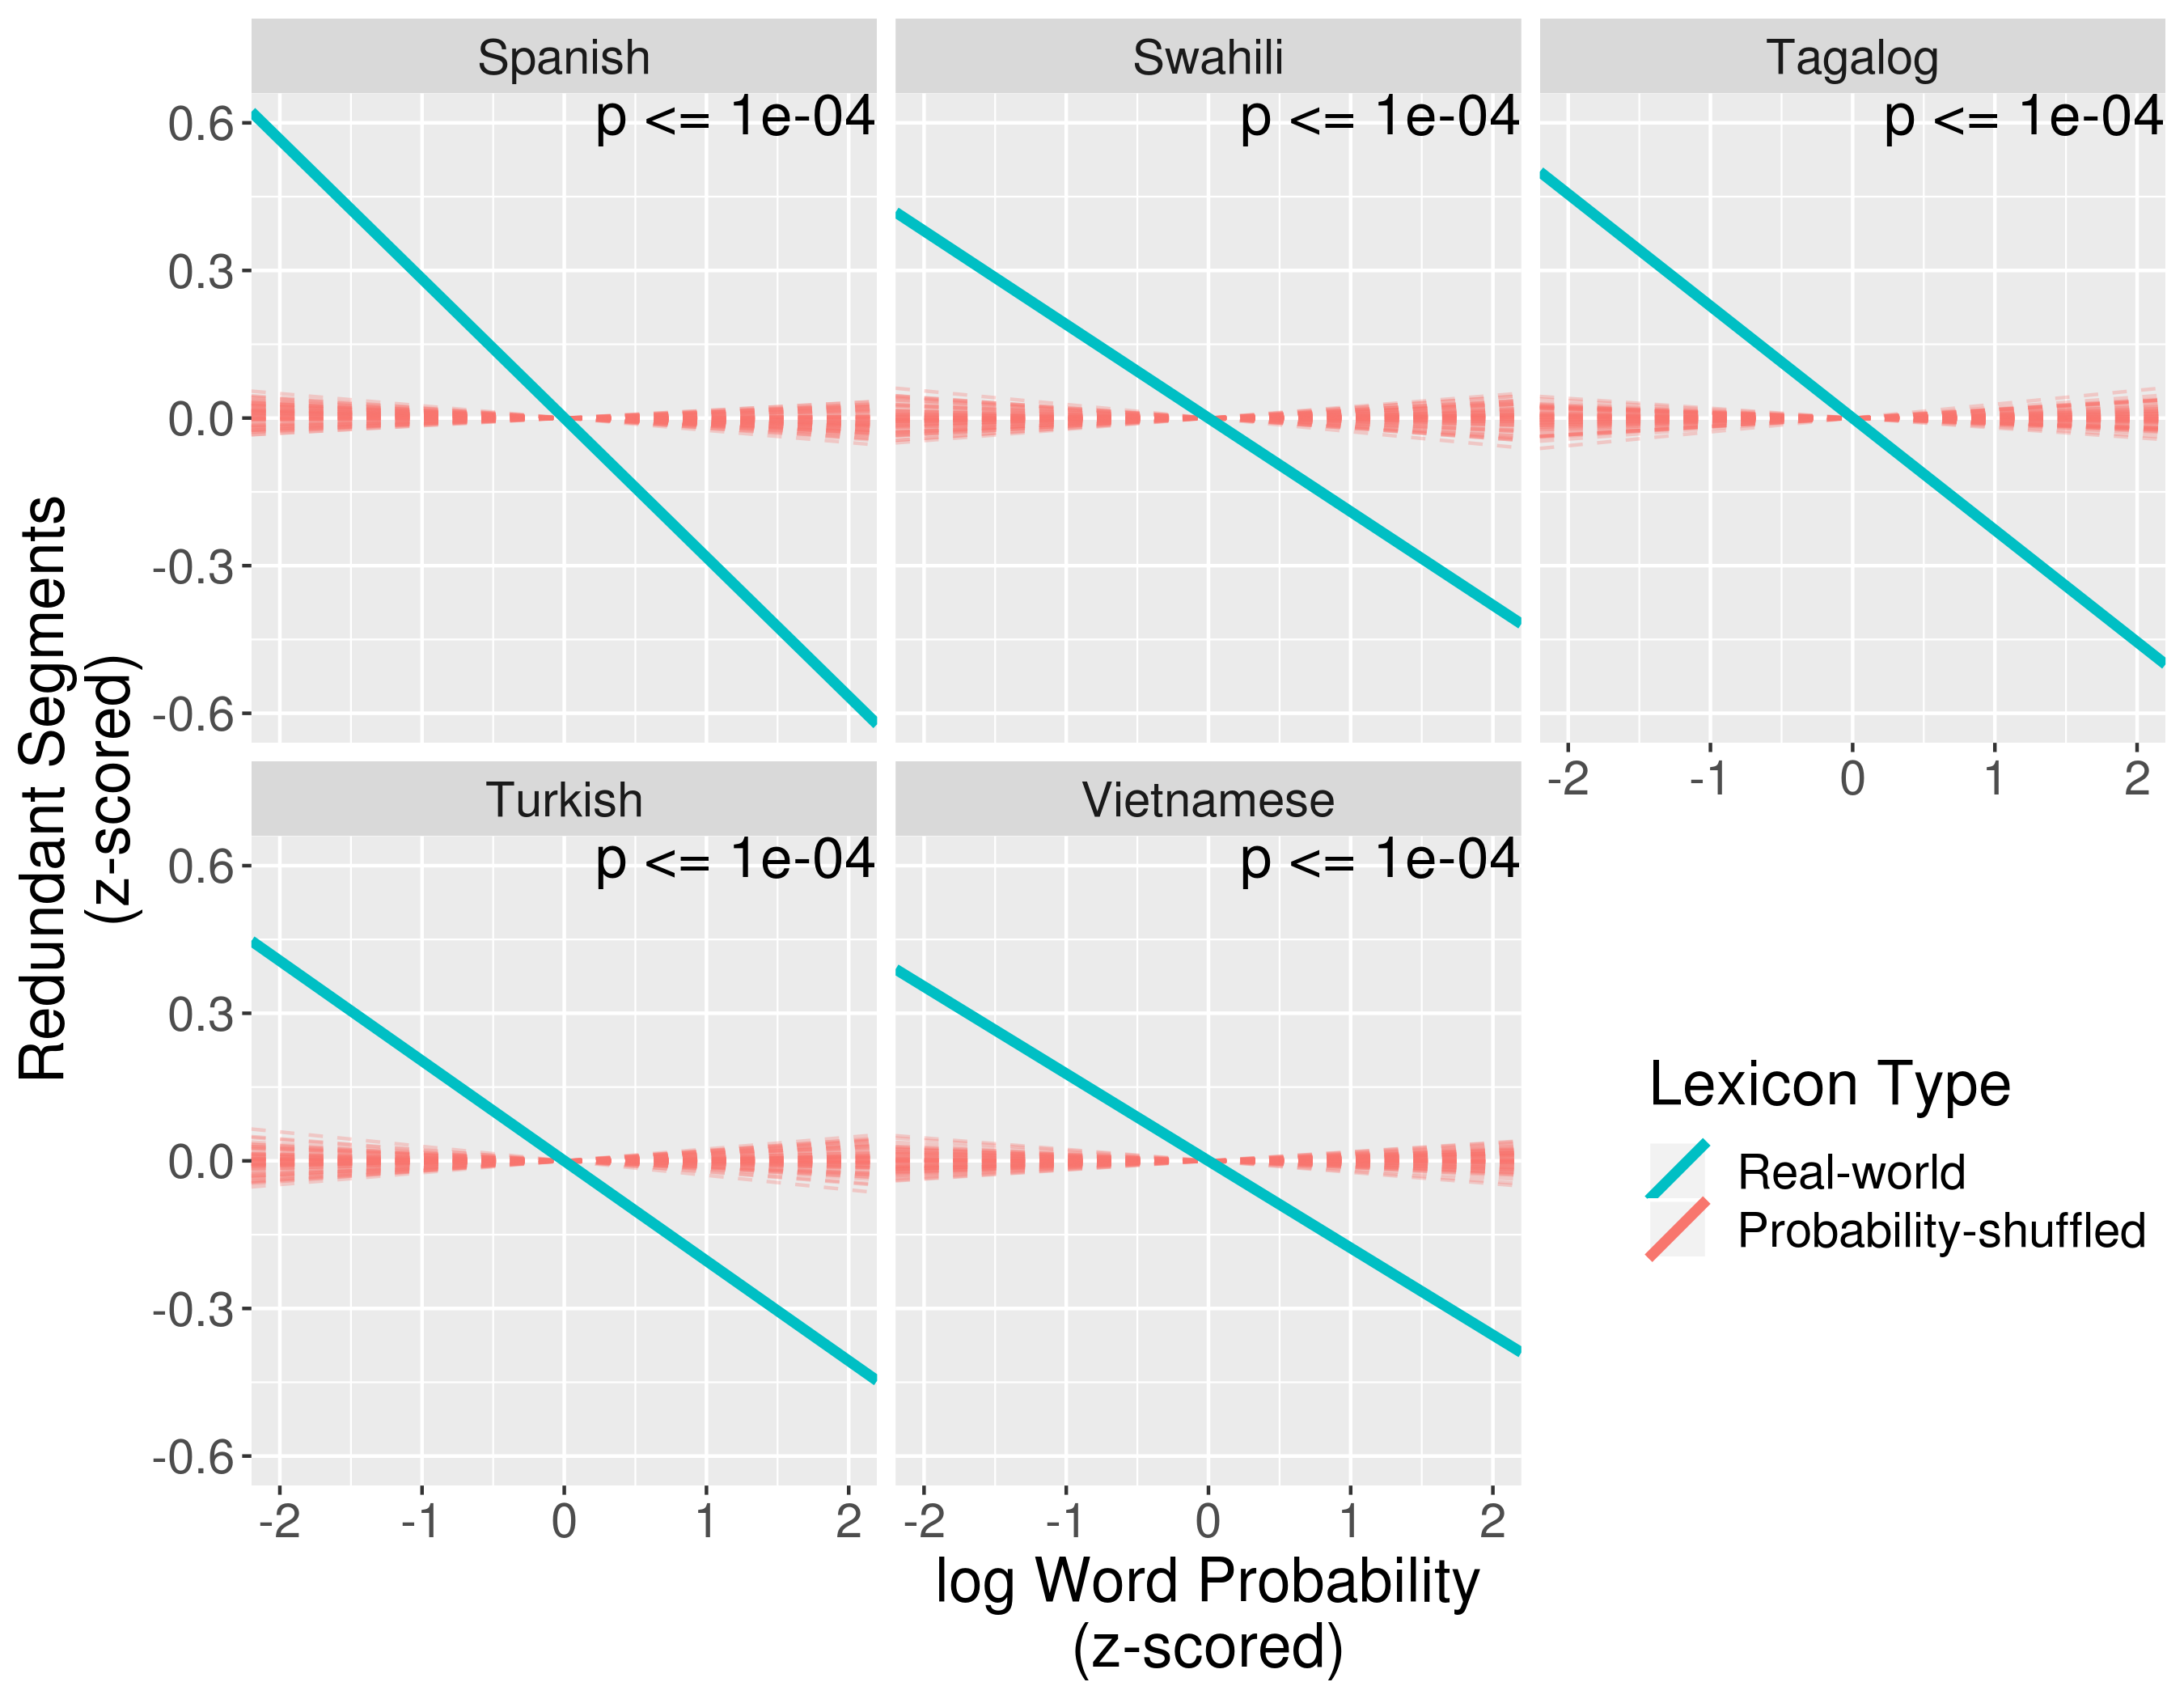 Spanish
Swahili
Tagalog
p <= 1e-04
p <= 1e-04
p <= 1e-04
0.6
0.3
0.0
-0.3
-0.6
-2
-1
0
1
2
Turkish
Vietnamese
p <= 1e-04
p <= 1e-04
0.6
0.3
0.0
-0.3
-0.6
-2
-1
0
1
2
-2
-1
0
1
2
Redundant Segments
(z-scored)
log Word Probability
(z-scored)
Lexicon Type
Real-world
Probability-shuffled